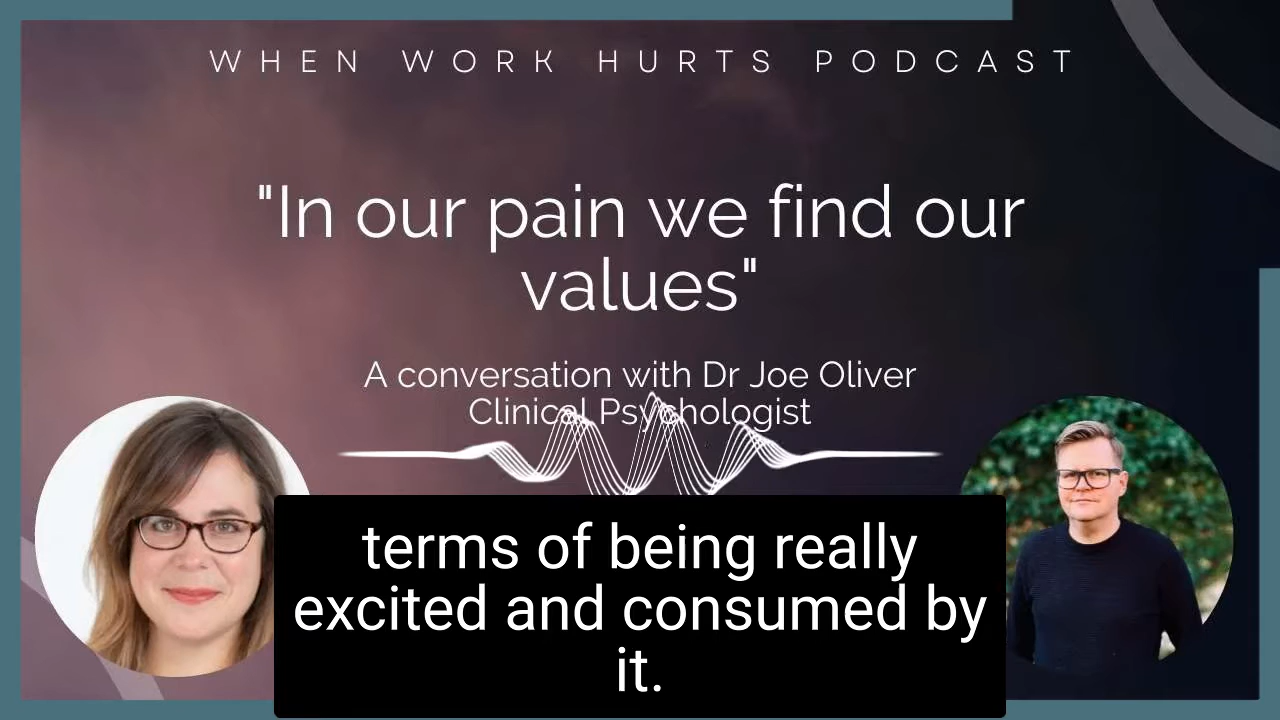 WHEN WORK HURTS PODCAST
"In our pain we find our
values"
A conversation with Dr Joe Oliver
Clinical Psychologist
terms of being really
excited and consumed by
it.